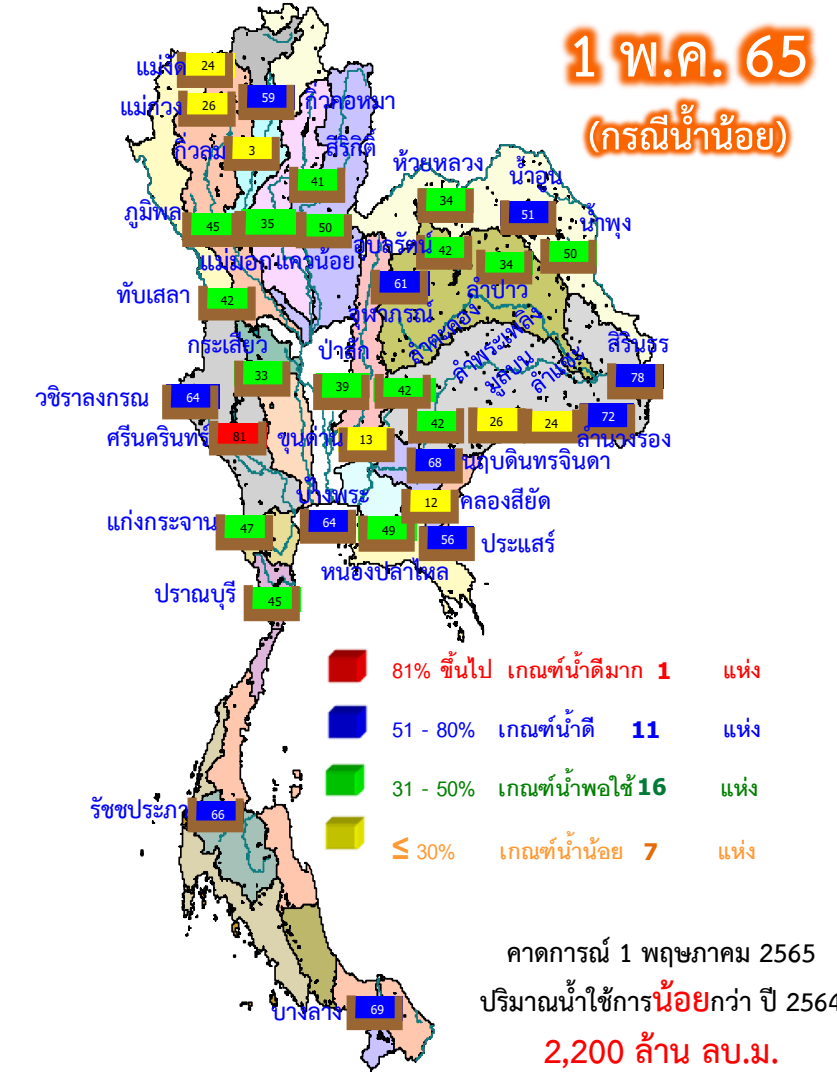 1 พ.ค. 65
(กรณีน้ำน้อย)
แม่งัด 24
แม่กวง 26
59 กิ่วคอหมา
กิ่วลม 3
สิริกิติ์
41
ห้วยหลวง
34
น้ำอูน
51
น้ำพุง
50
ภูมิพล
45
35
50
แม่มอก แควน้อย
อุบลรัตน์
42
34
ลำปาว
61
จุฬาภรณ์
ทับเสลา
42
ลำตะคอง
ลำพระเพลิง
มูลบน
ลำแชะ
สิรินธร
78
กระเสียว
33
ป่าสัก
39
42
วชิราลงกรณ 64
ศรีนครินทร์ 81
ขุนด่าน 13
42
26
24
72
ลำนางรอง
68 นฤบดินทรจินดา
12 คลองสียัด
บางพระ
64
49
หนองปลาไหล
56 ประแสร์
แก่งกระจาน 47
ปราณบุรี 45
81% ขึ้นไป เกณฑ์น้ำดีมาก 1 แห่ง
51 - 80% เกณฑ์น้ำดี 11 แห่ง
31 - 50% เกณฑ์น้ำพอใช้ 16 แห่ง
≤ 30% เกณฑ์น้ำน้อย 7 แห่ง
รัชชประภา 66
คาดการณ์ 1 พฤษภาคม 2565
ปริมาณน้ำใช้การน้อยกว่า ปี 2564
2,200 ล้าน ลบ.ม.
บางลาง 69